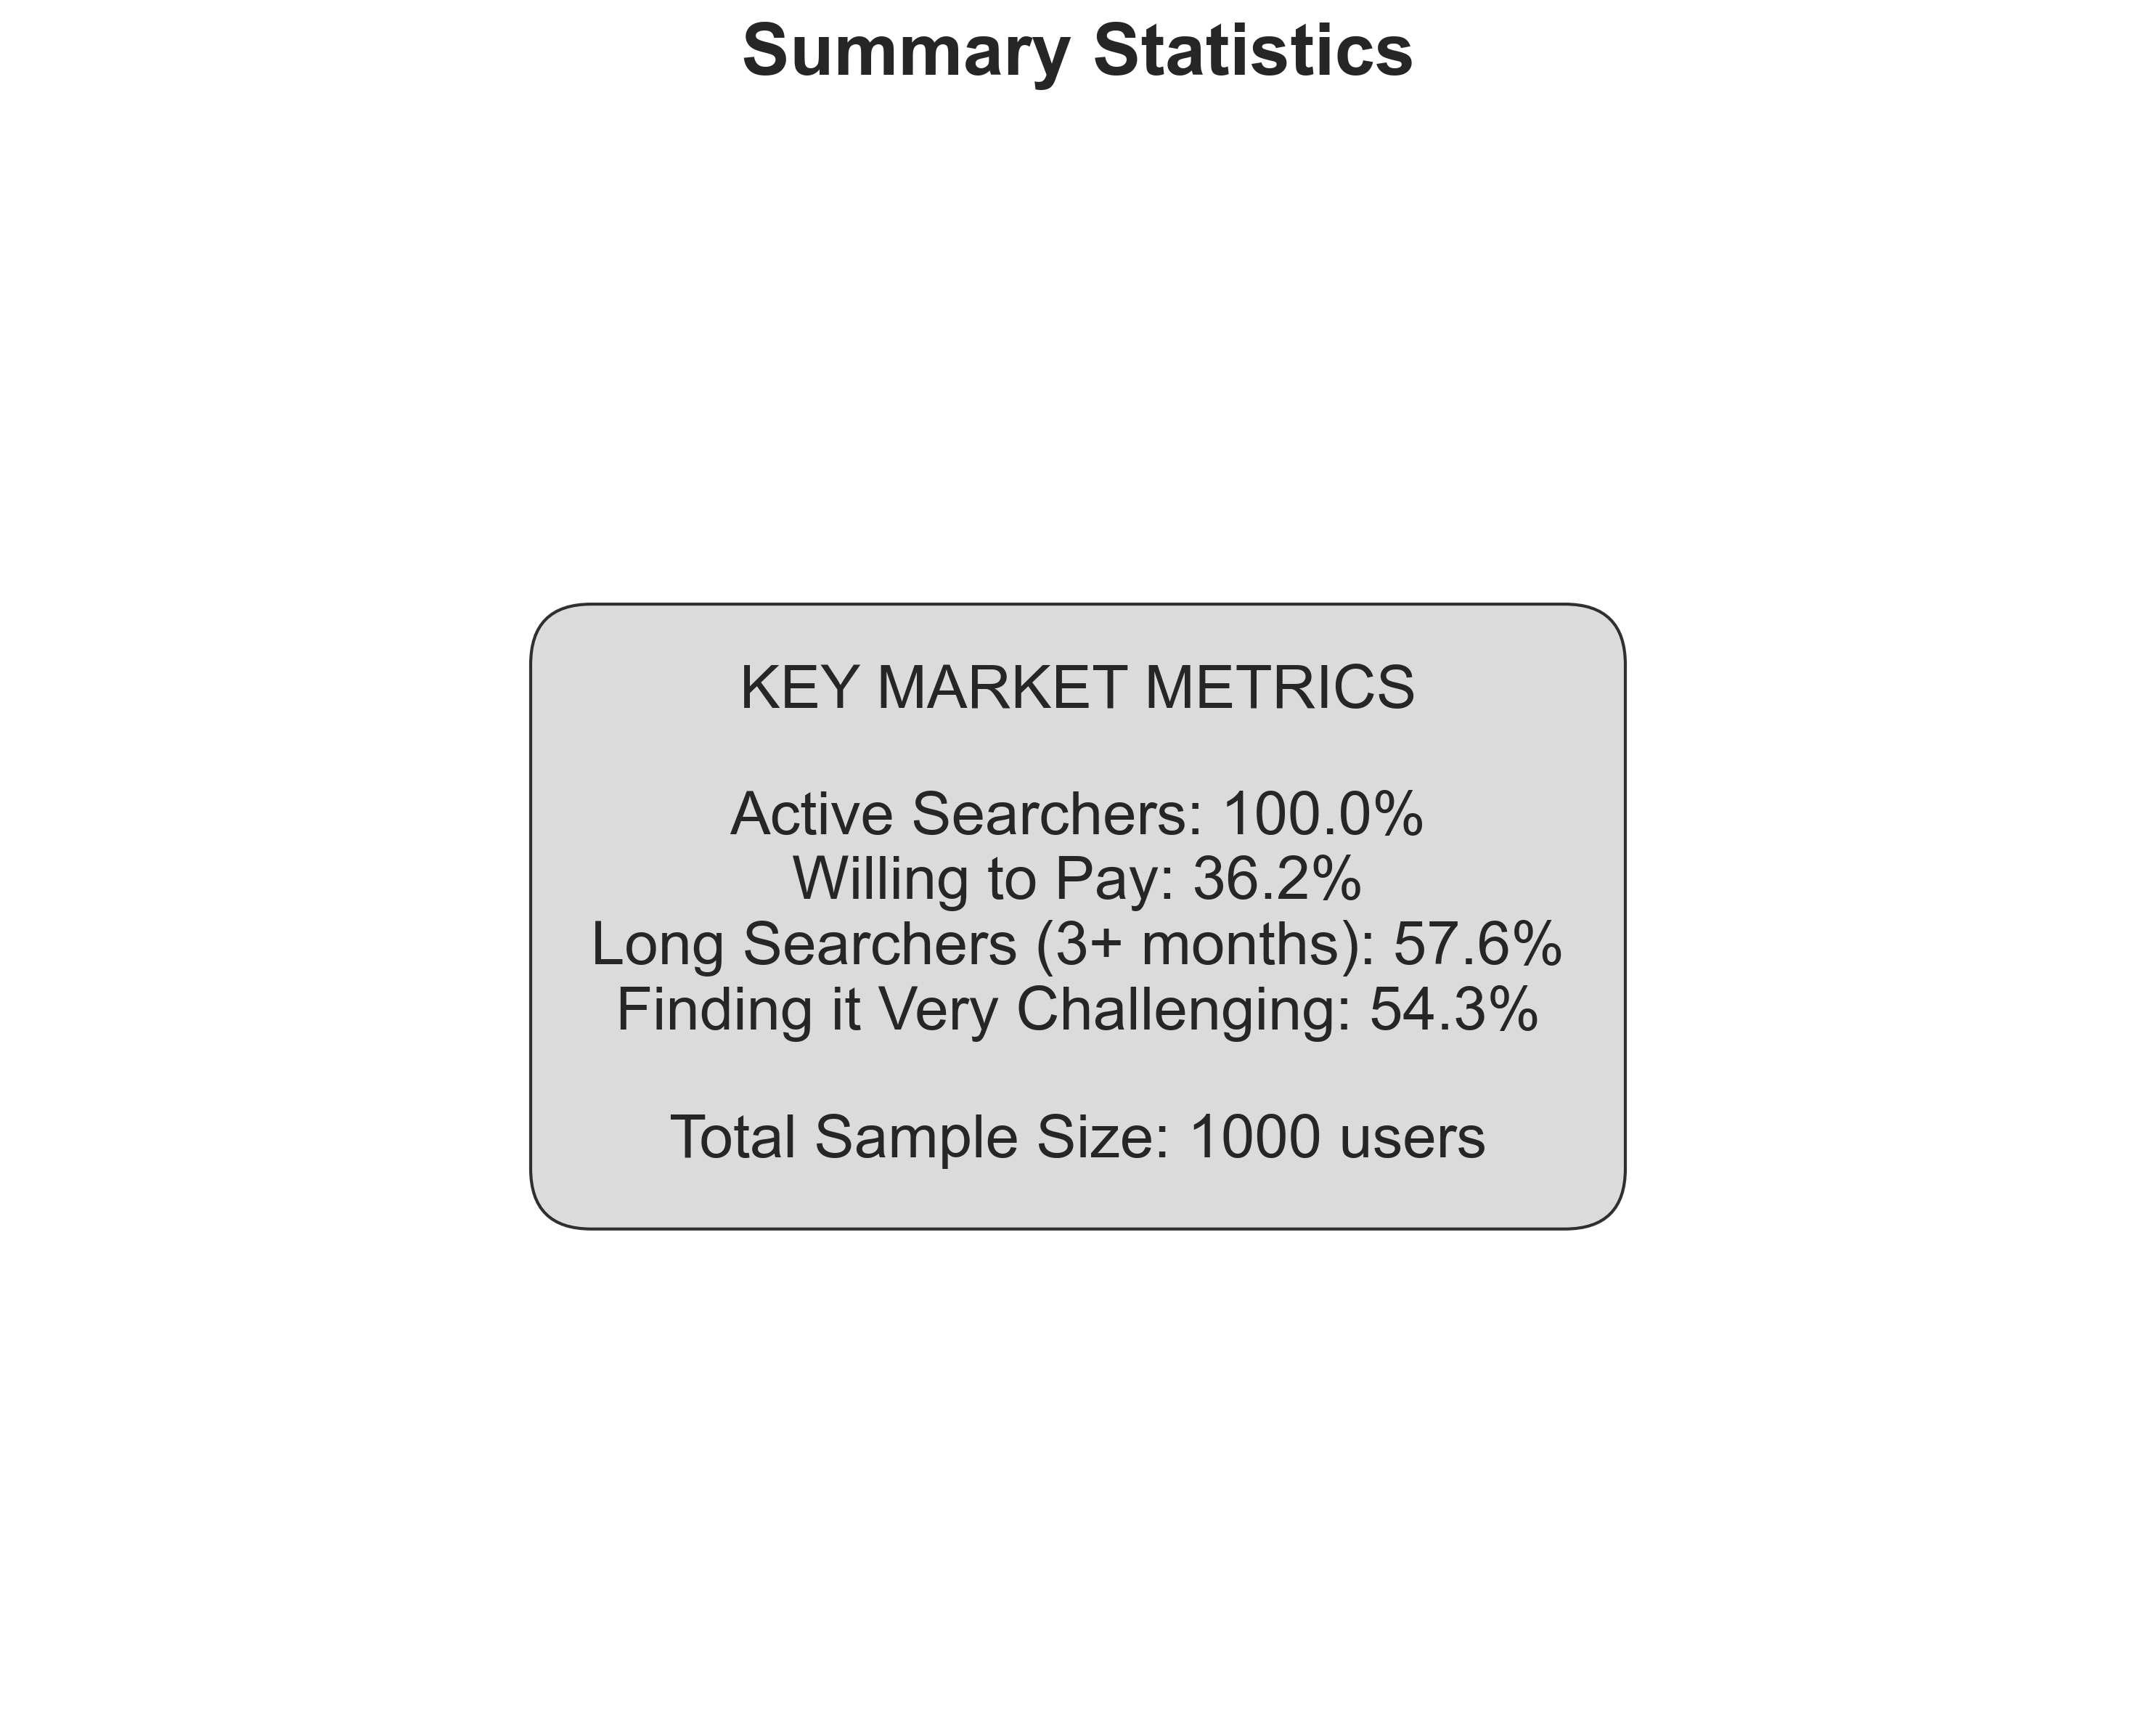 Summary Statistics
KEY MARKET METRICS
Active Searchers: 100.0%
Willing to Pay: 36.2%
Long Searchers (3+ months): 57.6%
Finding it Very Challenging: 54.3%
Total Sample Size: 1000 users